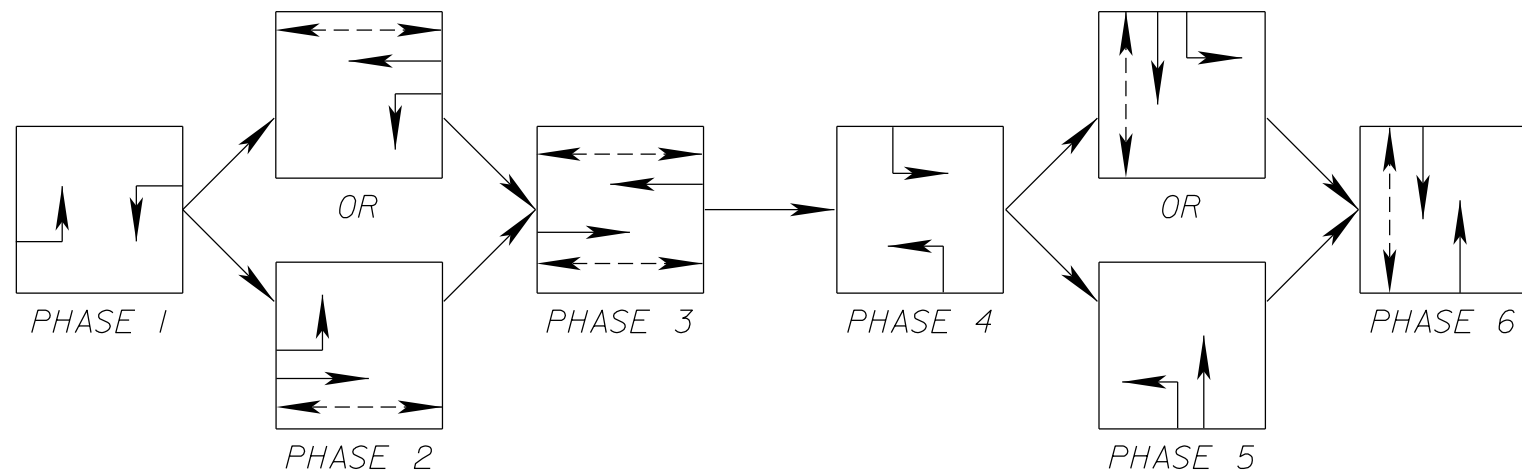 OR
OR
PHASE 1
PHASE 3
PHASE 4
PHASE 6
PHASE 2
PHASE 5